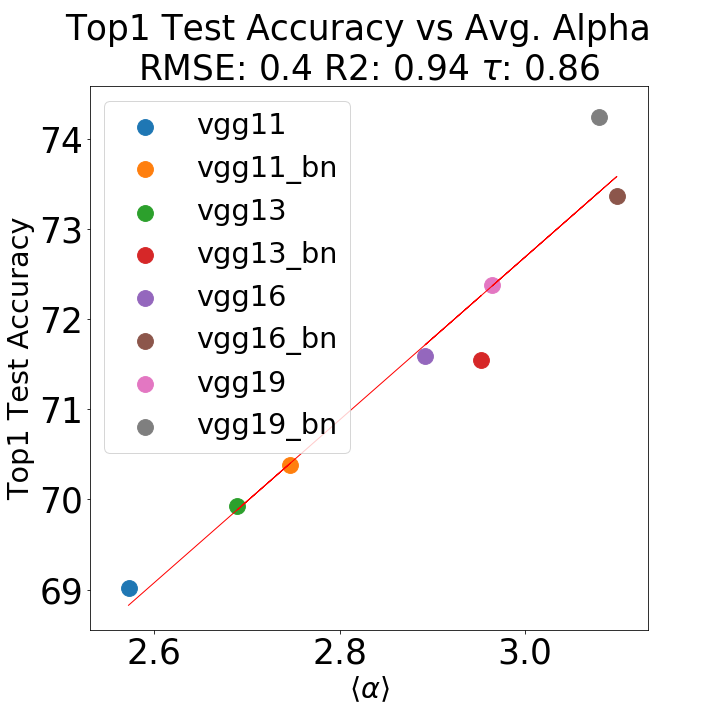 Top1 Test Accuracy vs Avg. Alpha
RMSE: 0.4 R2: 0.94 τ: 0.86
Top1 Test Accuracy
74
73
72
71
70
69
vgg11
vgg11_bn
vgg13
vgg13_bn
vgg16
vgg16_bn
vgg19
vgg19_bn
2.6 2.8 3.0
⟨α⟩